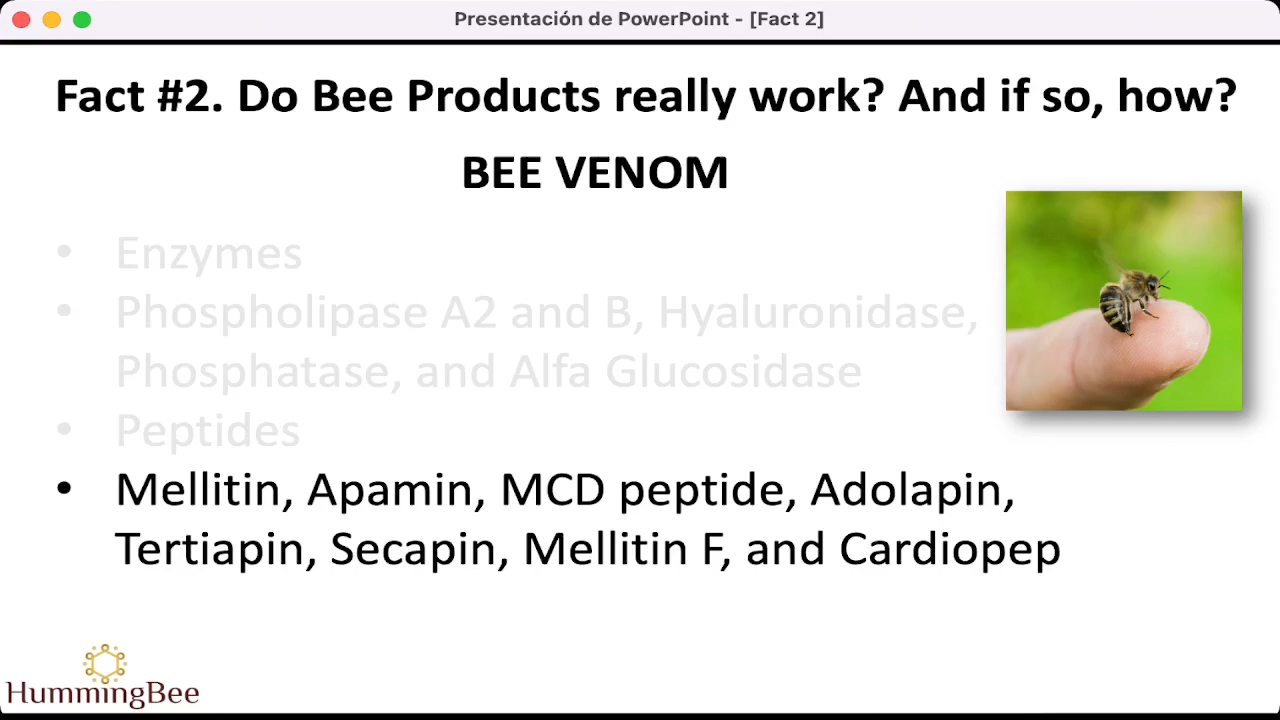 Presentación de PowerPoint - [Fact 2]
Fact #2. Do Bee Products really work? And if so, how?
BEE VENOM
• Enzymes
• Phospholipase A2 and B, Hyaluronidase,
Phosphatase, and Alfa Glucosidase
• Peptides
• Mellitin, Apamin, MCD peptide, Adolapin,
Tertiapin, Secapin, Mellitin F, and Cardiopep
HummingBee